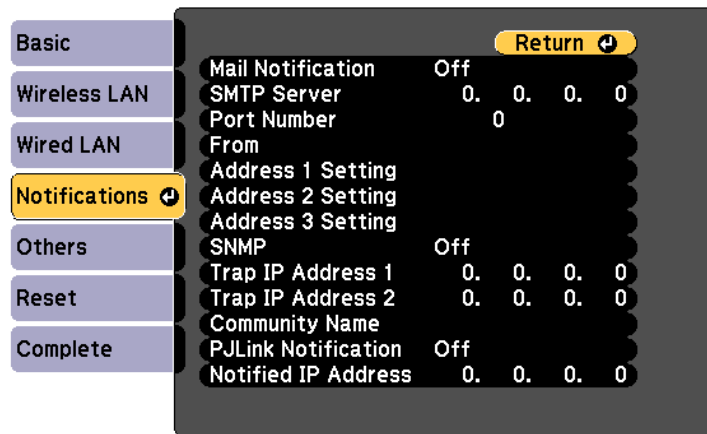 Basic
Wireless LAN
Wired LAN
Notifications
Others
Reset
Complete
Return
Mail Notification Off
SMTP Server 0. 0. 0. 0
Port Number 0
From
Address 1 Setting
Address 2 Setting
Address 3 Setting
SNMP Off
Trap IP Address 1 0. 0. 0. 0
Trap IP Address 2 0. 0. 0. 0
Community Name
PJLink Notification Off
Notified IP Address 0. 0. 0. 0